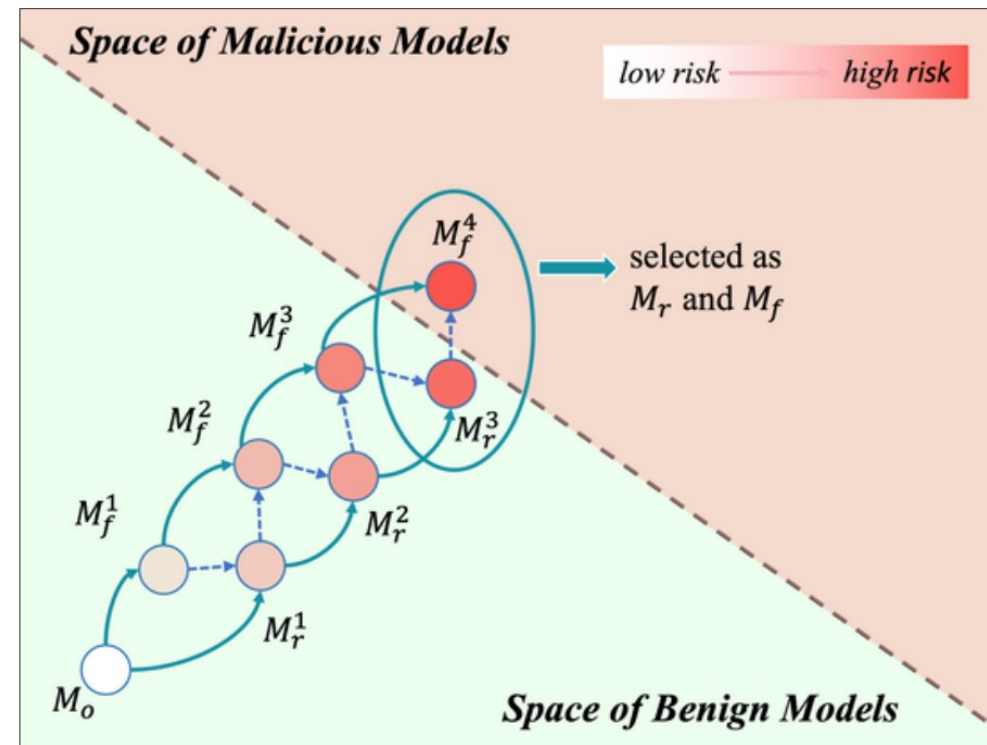 Space of Malicious Models
low risk high risk
M_f^4
selected as
M_r and M_f
M_f^3
M_f^2
M_r^3
M_f^1
M_r^2
M_r^1
M_o
Space of Benign Models